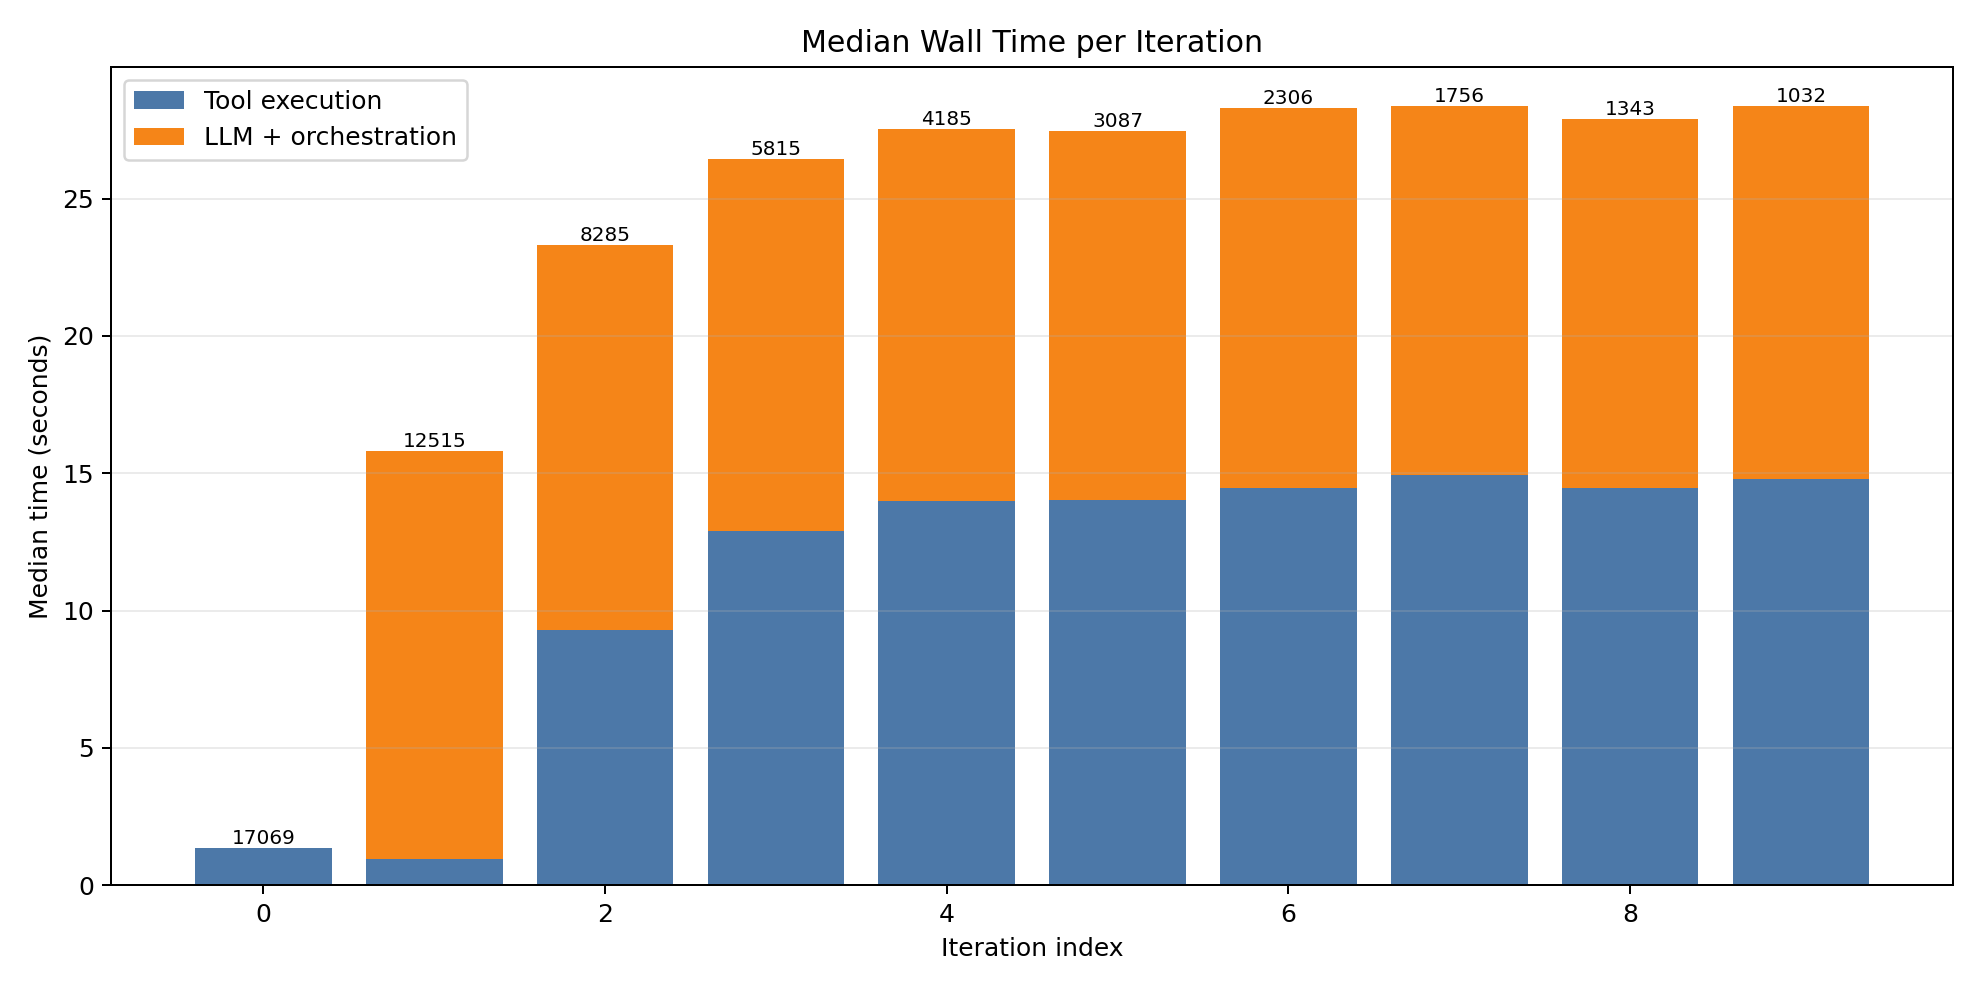 Median Wall Time per Iteration
Tool execution
LLM + orchestration
17069
12515
8285
5815
4185
3087
2306
1756
1343
1032
Median time (seconds)
25
20
15
10
5
0
0 2 4 6 8
Iteration index